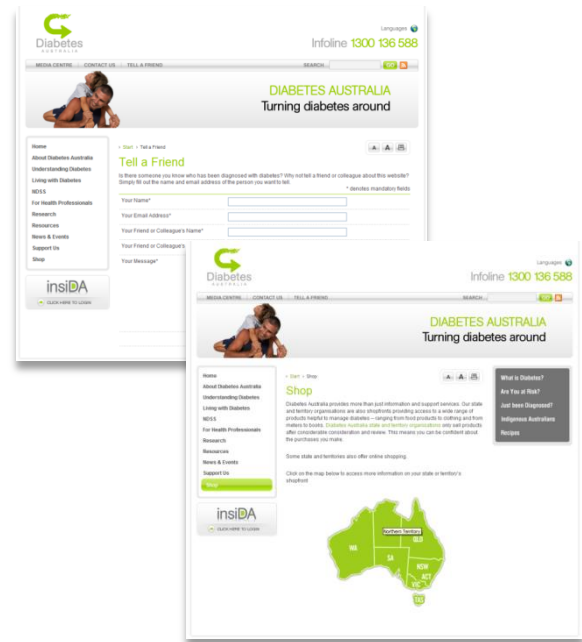 Diabetes
AUSTRALIA
Languages
Infoline 1300 136 588
MEDIA CENTRE CONTACT US TELL A FRIEND SEARCH GO
DIABETES AUSTRALIA
Turning diabetes around
Home
About Diabetes Australia
Understanding Diabetes
Living with Diabetes
NDSS
For Health Professionals
Research
Resources
News & Events
Support Us
Shop
insiDA
CLICK HERE TO LOGIN
Start > Tell a Friend
A A
Tell a Friend
Is there someone you know who has been diagnosed with diabetes? Why not tell a friend or colleague about this website?
Simply fill out the name and email address of the person you want to tell.
* denotes mandatory fields
Your Name*
Your Email Address*
Your Friend or Colleague's Name*
Your Friend or Colleague's
Your Message*
Diabetes
AUSTRALIA
Languages
Infoline 1300 136 588
MEDIA CENTRE CONTACT US TELL A FRIEND SEARCH GO
DIABETES AUSTRALIA
Turning diabetes around
Home
About Diabetes Australia
Understanding Diabetes
Living with Diabetes
NDSS
For Health Professionals
Research
Resources
News & Events
Support Us
Shop
insiDA
CLICK HERE TO LOGIN
Start > Shop
A A
Shop
Diabetes Australia provides more than just information and support services. Our state
and territory organisations are also shopfronts providing access to a wide range of
products helpful to manage diabetes – ranging from food products to clothing and from
meters to books. Diabetes Australia state and territory organisations only sell products
after considerable consideration and review. This means you can be confident about
the purchases you make.
Some state and territories also offer online shopping.
Click on the map below to access more information on your state or territor's
shopfront
Northern Territory
WA
QLD
SA
NSW
ACT
VIC
TAS
What is Diabetes?
Are You at Risk?
Just been Diagnosed?
Indigenous Australians
Recipes